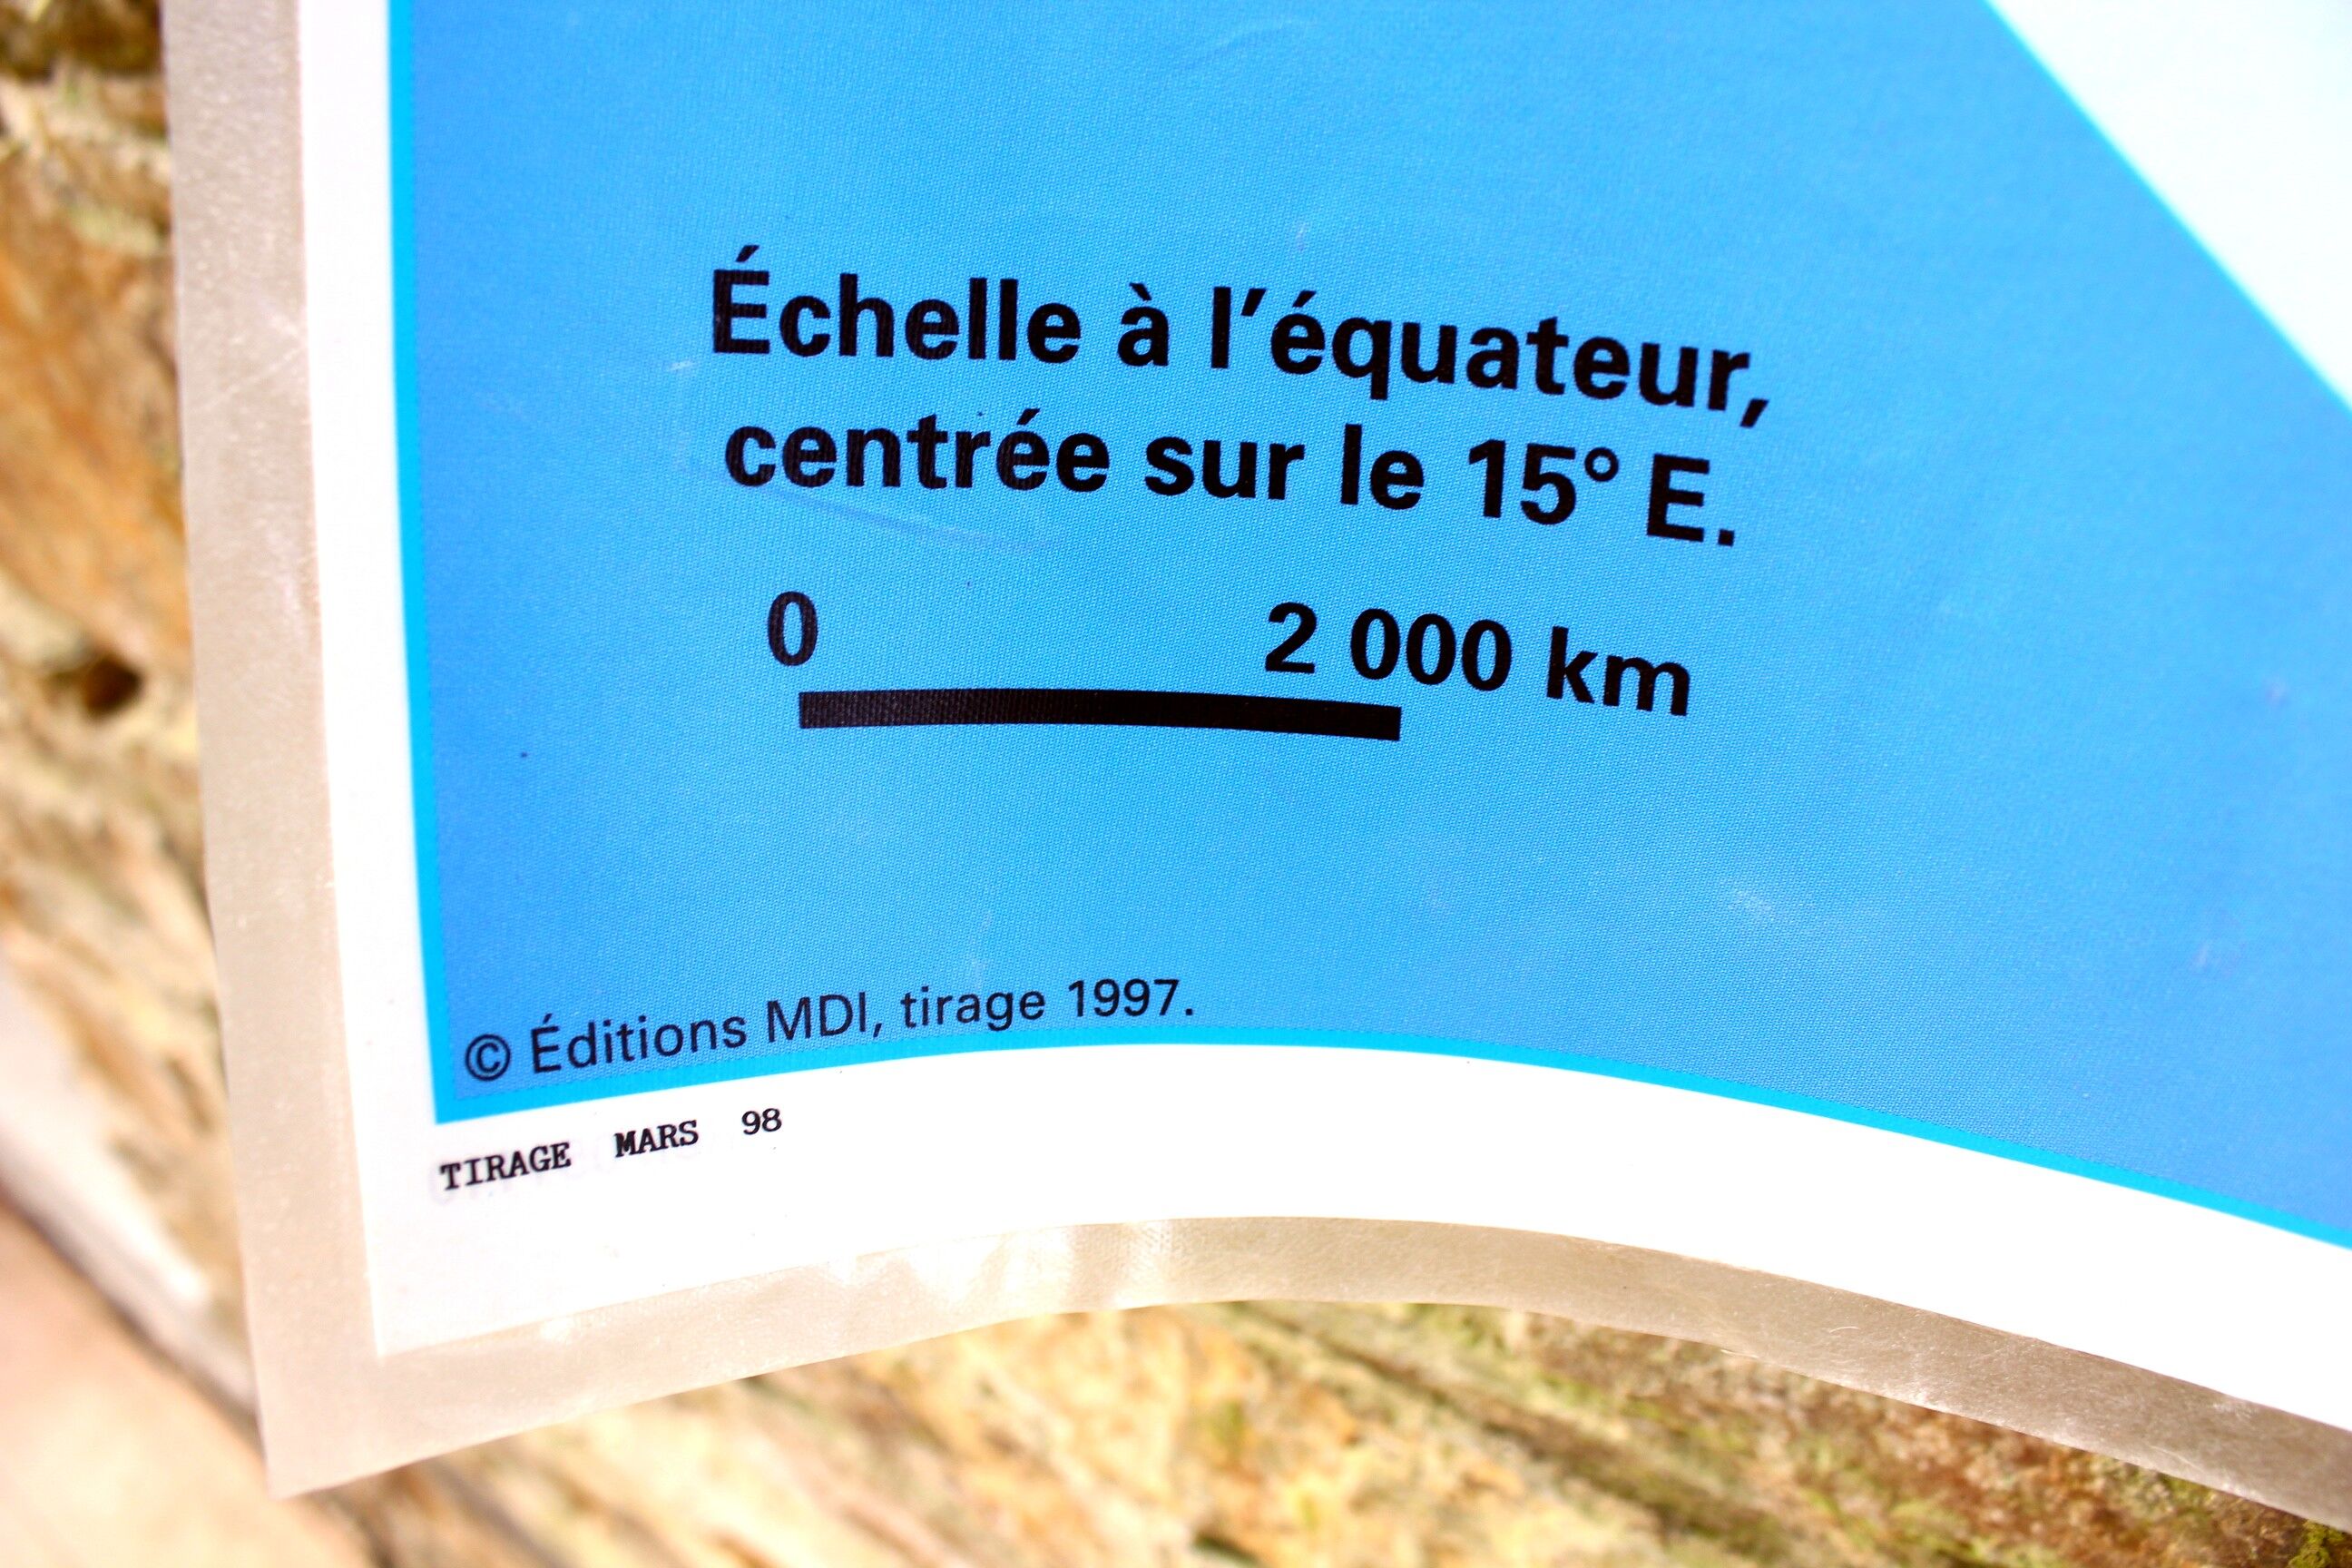 Échelle à l'équateur,
centrée sur le 15° E.
0 2 000 km
© Éditions MDI, tirage 1997.
TIRAGE MARS 98